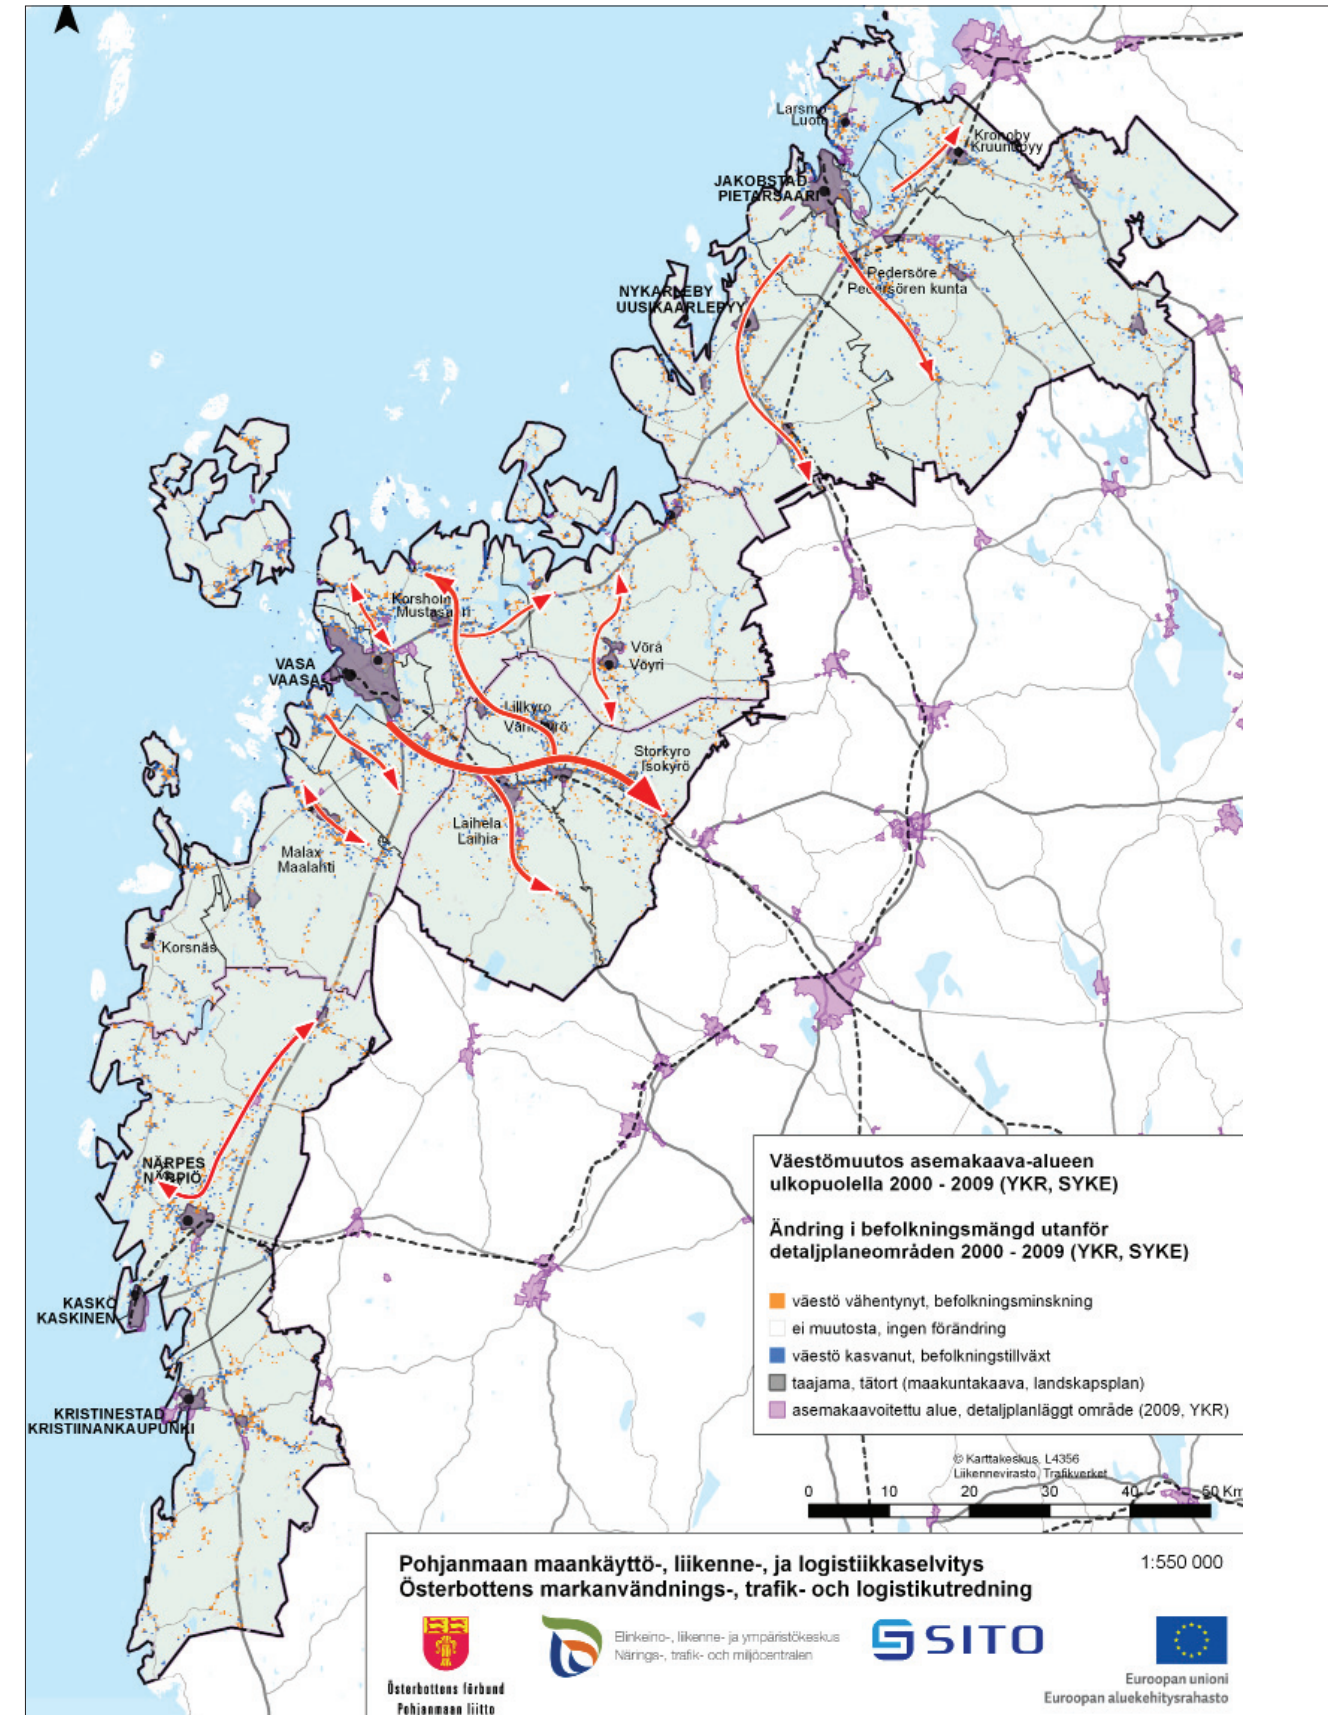 Larsmo
Luoto
Kronoby
Kruunupyy
JAKOBSTAD
PIETARSAARI
Pedersöre
Pedersören kunta
NYKARLEBY
UUSIKAARLEPYY
Korsholm
Mustasaari
Vörå
Vöyri
VASA
VAASA
Lillkyro
Vähäkyrö
Storkyro
Isokyrö
Laihela
Laihia
Malax
Maalahti
Korsnäs
NÄRPES
NÄRPIÖ
KASKÖ
KASKINEN
KRISTINESTAD
KRISTIINANKAUPUNKI
Väestömuutos asemakaava-alueen
ulkopuolella 2000 - 2009 (YKR, SYKE)
Ändring i befolkningsmängd utanför
detaljplaneområden 2000 - 2009 (YKR, SYKE)
väestö vähentynyt, befolkningsminskning
ei muutosta, ingen förändring
väestö kasvanut, befolkningstillväxt
taajama, tätort (maakuntakaava, landskapsplan)
asemakaavoitettu alue, detaljplanläggt område (2009, YKR)
© Karttakeskus, L4356
Liikennevirasto, Trafikverket
0 10 20 30 40 50 Km
Pohjanmaan maankäyttö-, liikenne-, ja logistiikkaselvitys
Österbottens markanvändnings-, trafik- och logistikutredning
1:550 000
Elinkeino-, liikenne- ja ympäristökeskus
Närings-, trafik- och miljöcentralen
SITO
Österbottens förbund
Pohjanmaan liitto
Euroopan unioni
Euroopan aluekehitysrahasto